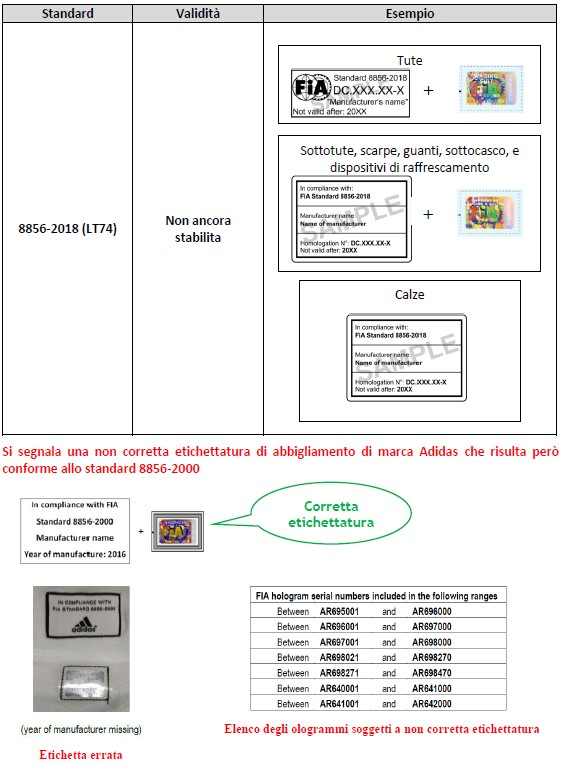 Standard Validità Esempio
Tute
FiA
Standard 8856-2018
DC.XXX.XX-X
"Manufacturer's name"
Not valid after: 20XX
SAMPLE
+
FIA
Sottotute, scarpe, guanti, sottocasco, e
dispositivi di raffrescamento
In compliance with:
FIA Standard 8856-2018
Manufacturer name:
Name of manufacturer
Homologation N°: DC.XXX.XX-X
Not valid after: 20XX
SAMPLE
+
8856-2018 (LT74)
Non ancora
stabilita
Calze
In compliance with:
FIA Standard 8856-2018
Manufacturer name:
Name of manufacturer
Homologation N°: DC.XXX.XX-X
Not valid after: 20XX
SAMPLE
Si segnala una non corretta etichettatura di abbigliamento di marca Adidas che risulta però
conforme allo standard 8856-2000
In compliance with FIA
Standard 8856-2000
Manufacturer name
Year of manufacture: 2016
+
Corretta
etichettatura
IN COMPLIANCE WITH
FIA STANDARD 8856-2000
adidas
(year of manufacturer missing)
Etichetta errata
FIA hologram serial numbers included in the following ranges
Between AR695001 and AR696000
Between AR696001 and AR697000
Between AR697001 and AR698000
Between AR698021 and AR698270
Between AR698271 and AR698470
Between AR640001 and AR641000
Between AR641001 and AR642000
Elenco degli ologrammi soggetti a non corretta etichettatura